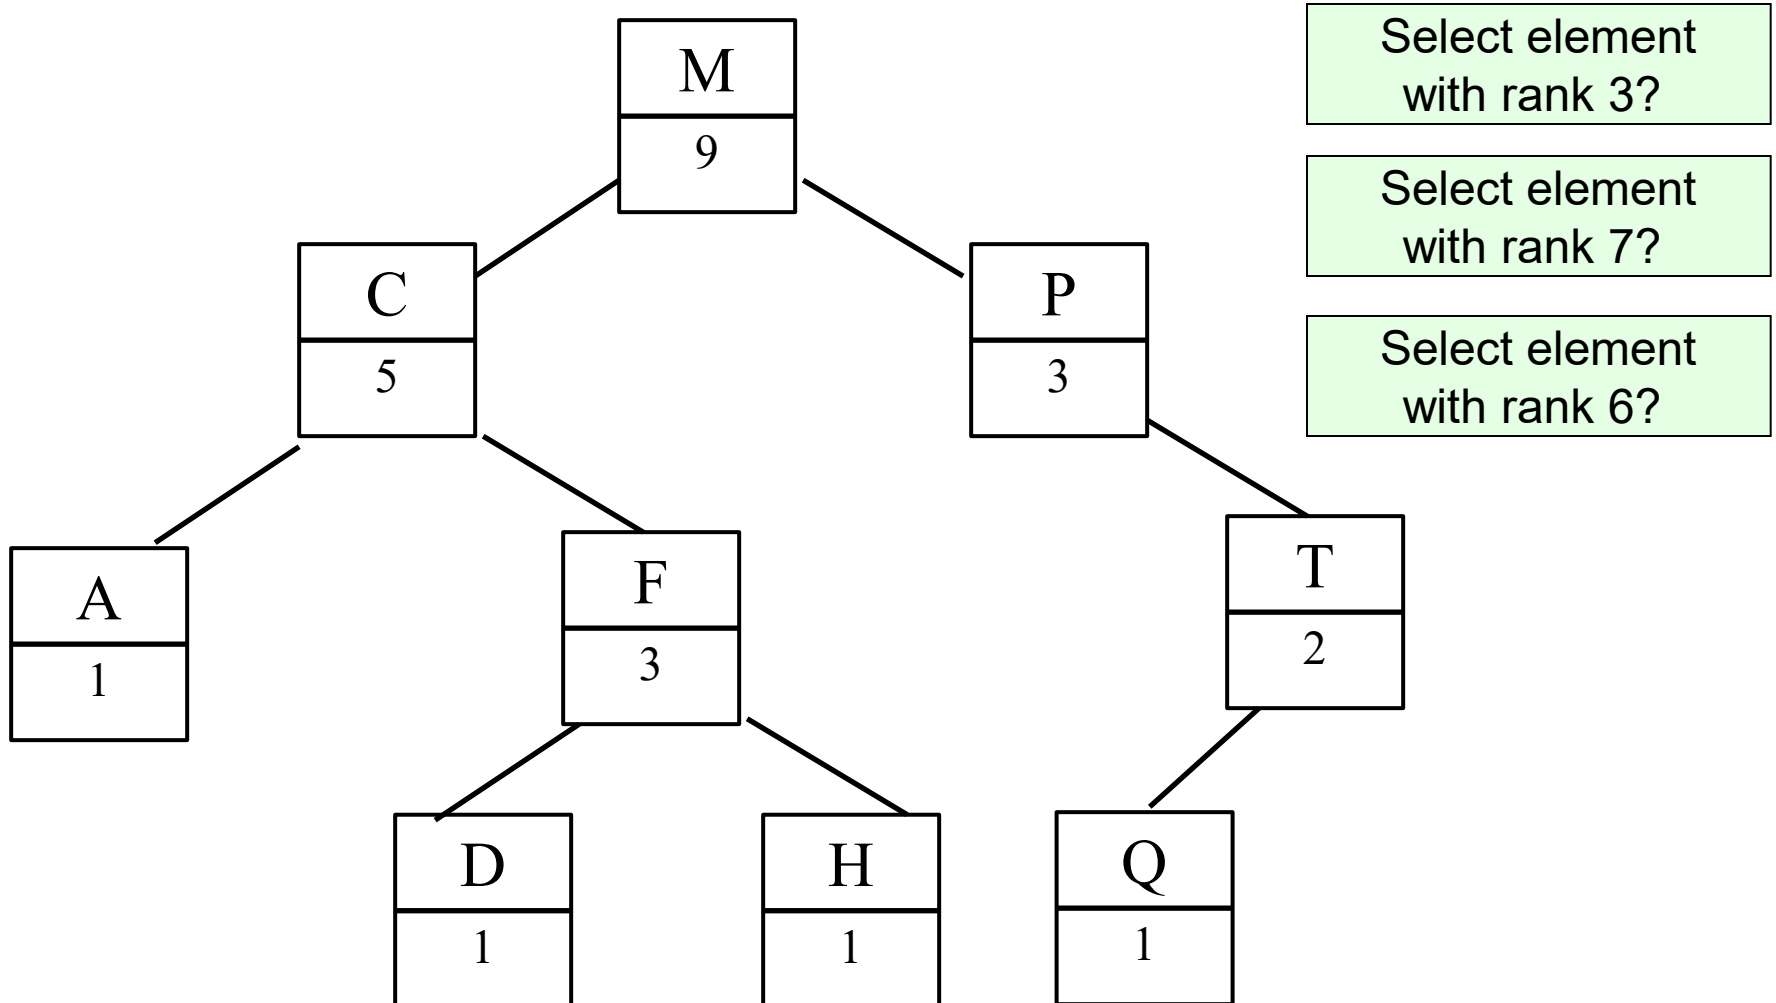 M
9
C
5
P
3
A
1
F
3
T
2
D
1
H
1
Q
1
Select element
with rank 3?
Select element
with rank 7?
Select element
with rank 6?